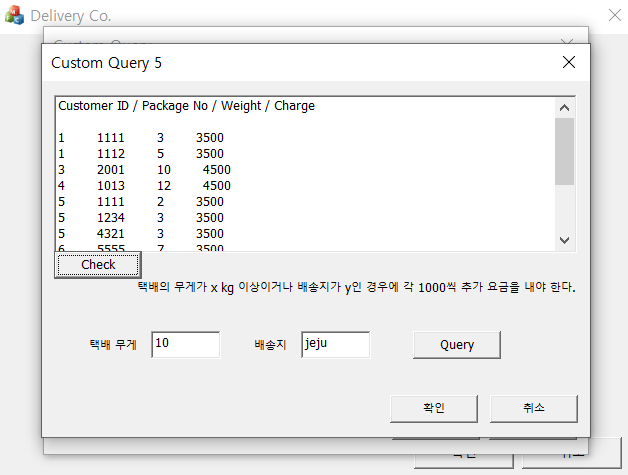 Delivery Co.
Custom Query 5
Customer ID / Package No / Weight / Charge
1 1111 3 3500
1 1112 5 3500
3 2001 10 4500
4 1013 12 4500
5 1111 2 3500
5 1234 3 3500
5 4321 3 3500
6 5555 7 3500
Check
택배의 무게가 x kg 이상이거나 배송지가 y인 경우에 각 1000씩 추가 요금을 내야 한다.
택배 무게 10 배송지 jeju Query
확인 취소